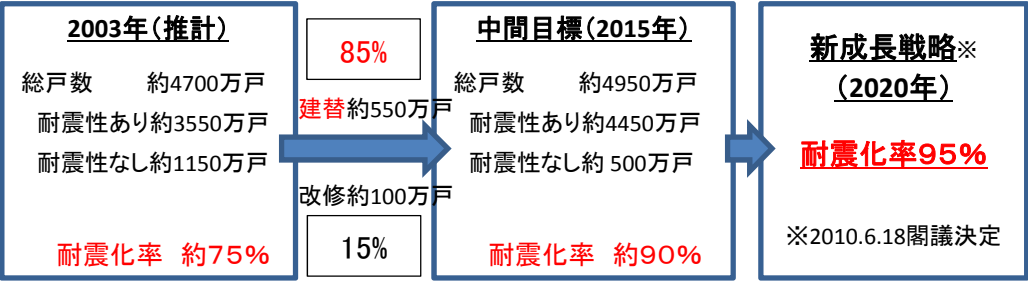 2003年(推計)
総戸数 約4700万戸
耐震性あり約3550万戸
耐震性なし約1150万戸
耐震化率 約75%
85%
建替約550万戸
改修約100万戸
15%
中間目標(2015年)
総戸数 約4950万戸
耐震性あり約4450万戸
耐震性なし約 500万戸
耐震化率 約90%
新成長戦略※
(2020年)
耐震化率95%
※2010.6.18閣議決定